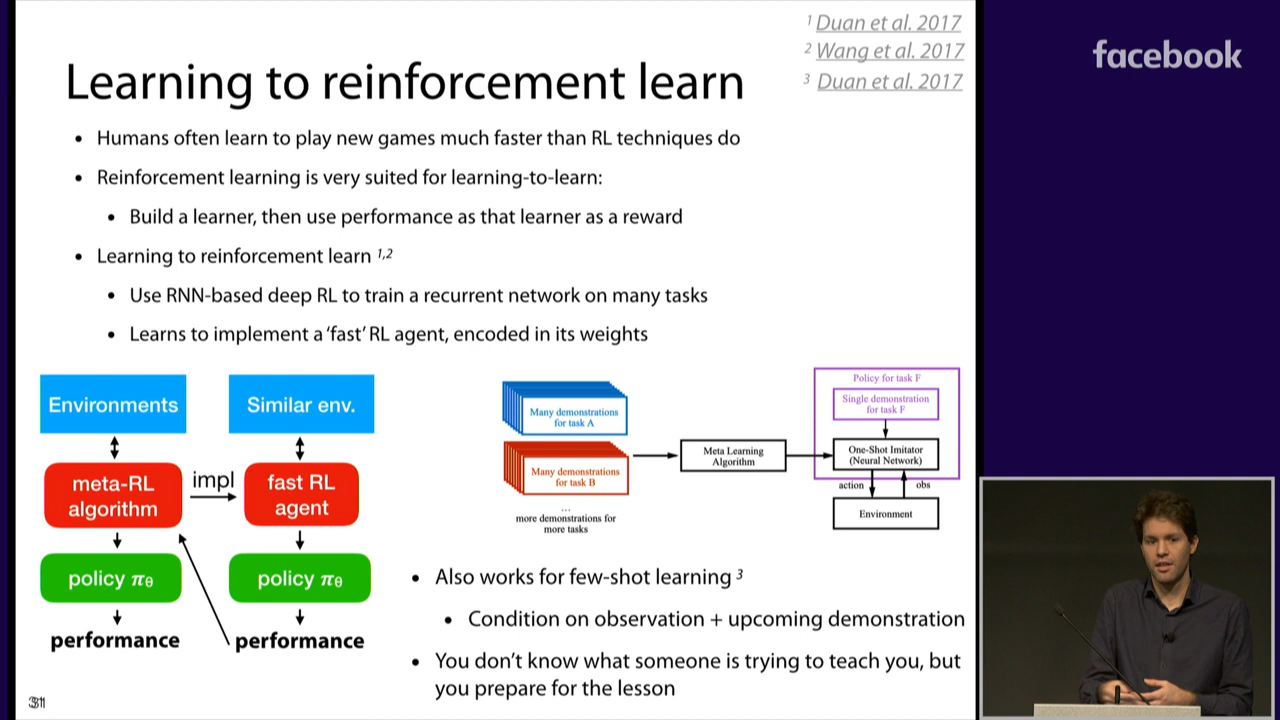 1 Duan et al. 2017
2 Wang et al. 2017
3 Duan et al. 2017
facebook
Learning to reinforcement learn
• Humans often learn to play new games much faster than RL techniques do
• Reinforcement learning is very suited for learning-to-learn:
• Build a learner, then use performance as that learner as a reward
• Learning to reinforcement learn 1,2
• Use RNN-based deep RL to train a recurrent network on many tasks
• Learns to implement a 'fast' RL agent, encoded in its weights
Environments
Similar env.
meta-RL
algorithm
impl
fast RL
agent
policy πθ
policy πθ
performance
performance
Many demonstrations
for task A
Many demonstrations
for task B
...
more demonstrations for
more tasks
Meta Learning
Algorithm
Policy for task F
Single demonstration
for task F
One-Shot Imitator
(Neural Network)
action
obs
Environment
• Also works for few-shot learning 3
• Condition on observation + upcoming demonstration
• You don't know what someone is trying to teach you, but
you prepare for the lesson